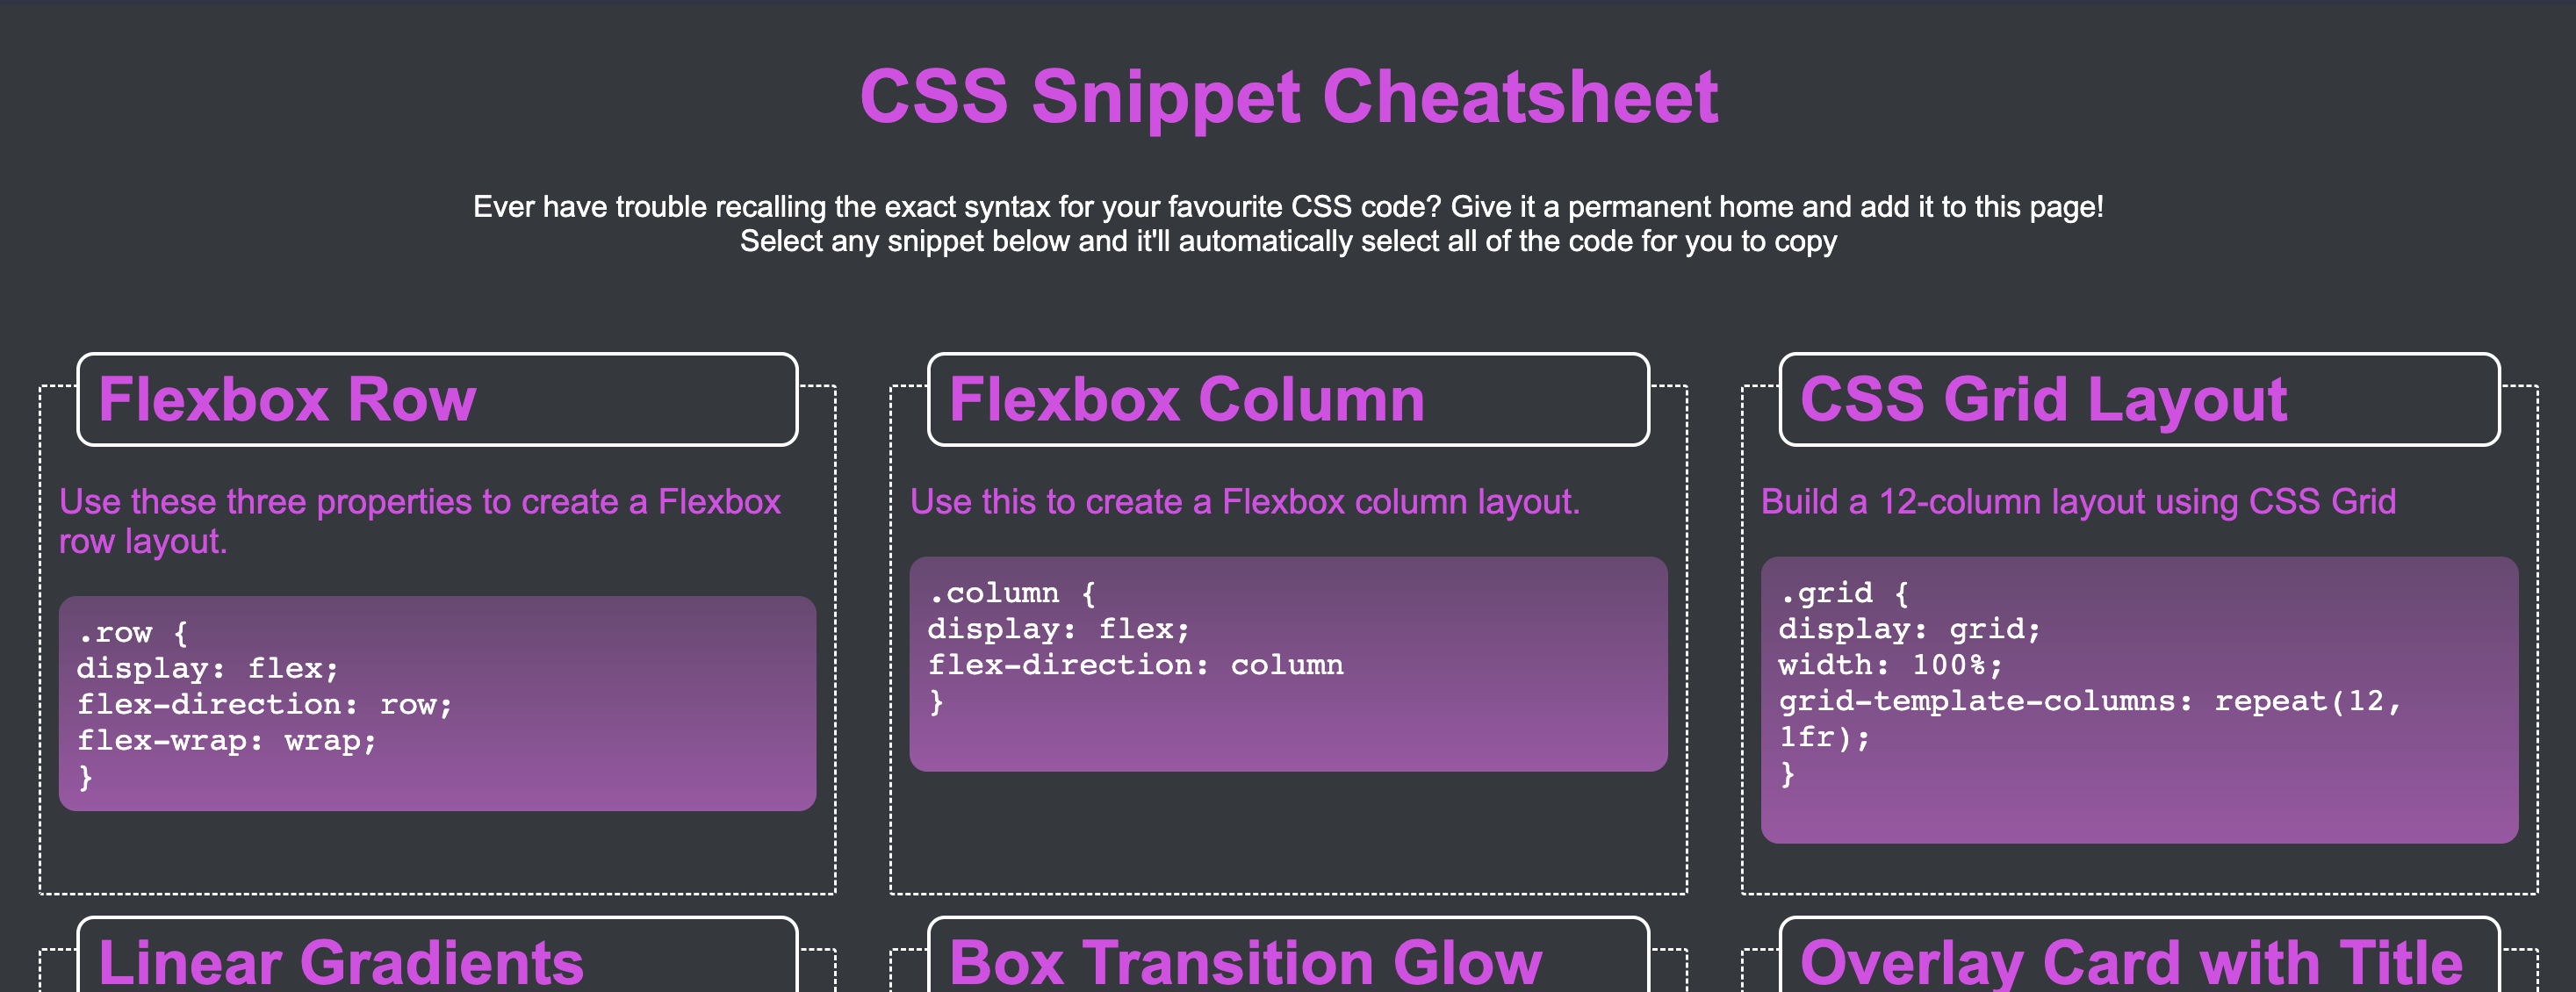 CSS Snippet Cheatsheet
Ever have trouble recalling the exact syntax for your favourite CSS code? Give it a permanent home and add it to this page!
Select any snippet below and it'll automatically select all of the code for you to copy
Flexbox Row
Use these three properties to create a Flexbox
row layout.
.row {
display: flex;
flex-direction: row;
flex-wrap: wrap;
}
Flexbox Column
Use this to create a Flexbox column layout.
.column {
display: flex;
flex-direction: column
}
CSS Grid Layout
Build a 12-column layout using CSS Grid
.grid {
display: grid;
width: 100%;
grid-template-columns: repeat(12,
1fr);
}
Linear Gradients
Box Transition Glow
Overlay Card with Title